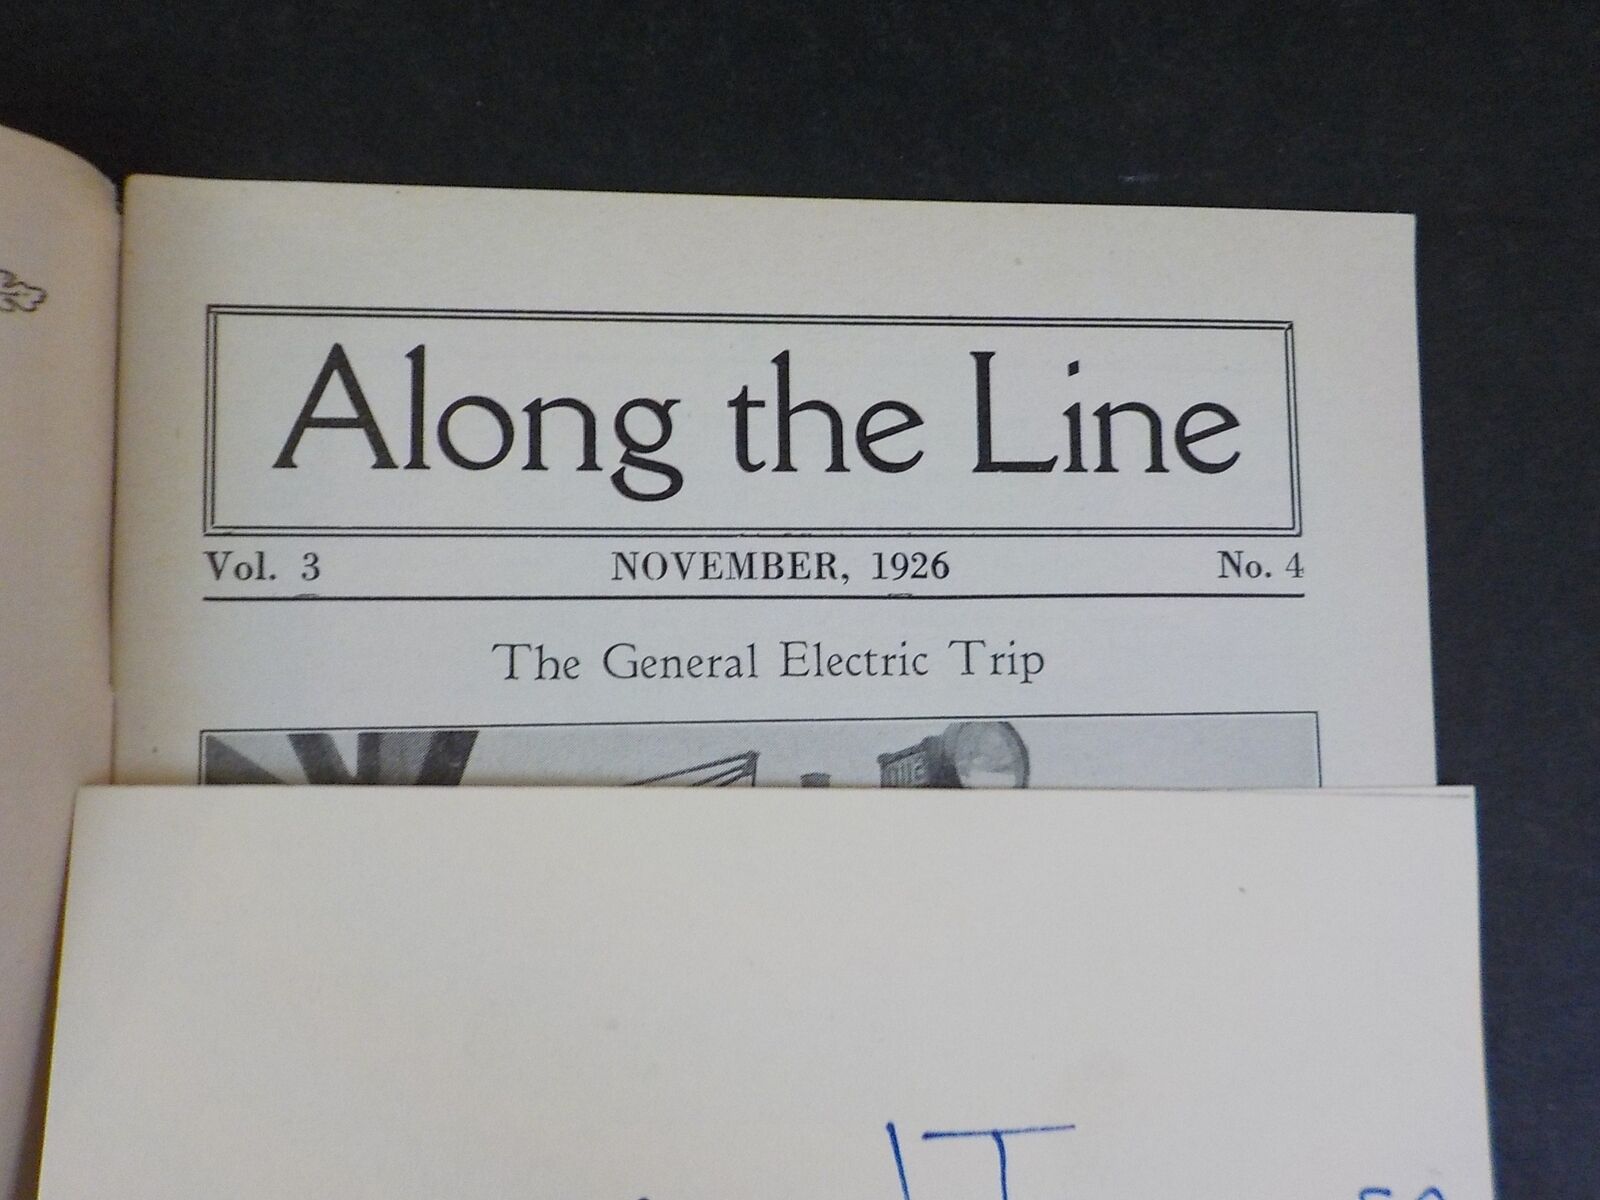 Along the Line
Vol. 3 NOVEMBER, 1926 No. 4
The General Electric Trip